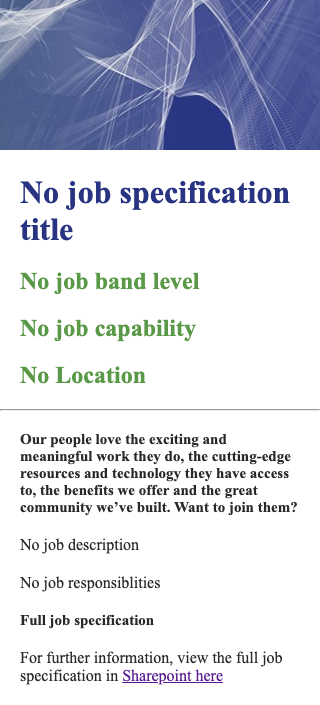 No job specification
title
No job band level
No job capability
No Location
Our people love the exciting and
meaningful work they do, the cutting-edge
resources and technology they have access
to, the benefits we offer and the great
community we’ve built. Want to join them?
No job description
No job responsiblities
Full job specification
For further information, view the full job
specification in Sharepoint here